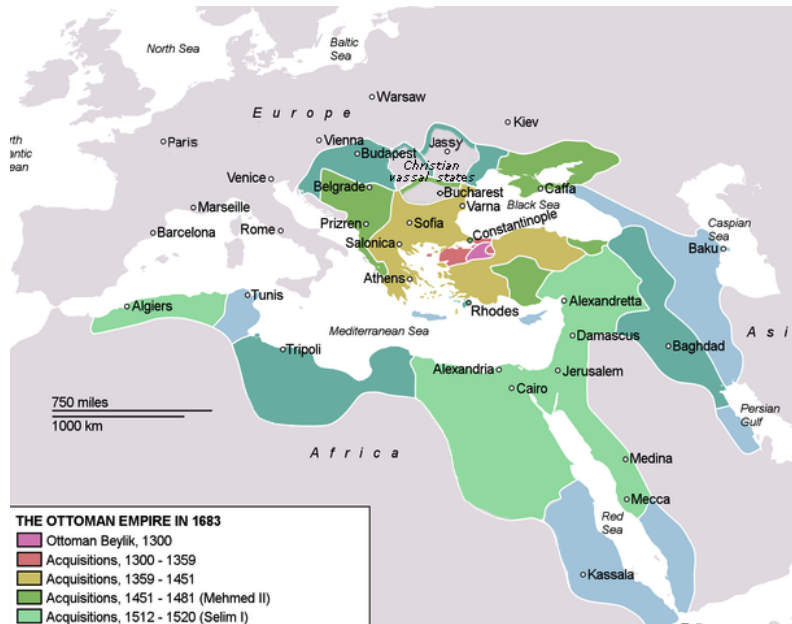 North Sea
Baltic
Sea
Warsaw
Europe
Kiev
Paris
Vienna
Jassy
Budapest
Christian
vassal states
Venice
Belgrade
Bucharest
Caffa
Marseille
Varna
Black Sea
Barcelona
Rome
Prizren
Sofia
Constantinople
Caspian
Sea
Salonica
Baku
Athens
Tunis
Algiers
Rhodes
Alexandretta
Asi
Mediterranean Sea
Tripoli
Damascus
Baghdad
Alexandria
Jerusalem
Cairo
750 miles
1000 km
Persian
Gulf
Africa
Medina
Mecca
Red
Sea
Kassala
THE OTTOMAN EMPIRE IN 1683
Ottoman Beylik, 1300
Acquisitions, 1300 - 1359
Acquisitions, 1359 - 1451
Acquisitions, 1451 - 1481 (Mehmed II)
Acquisitions, 1512 - 1520 (Selim I)